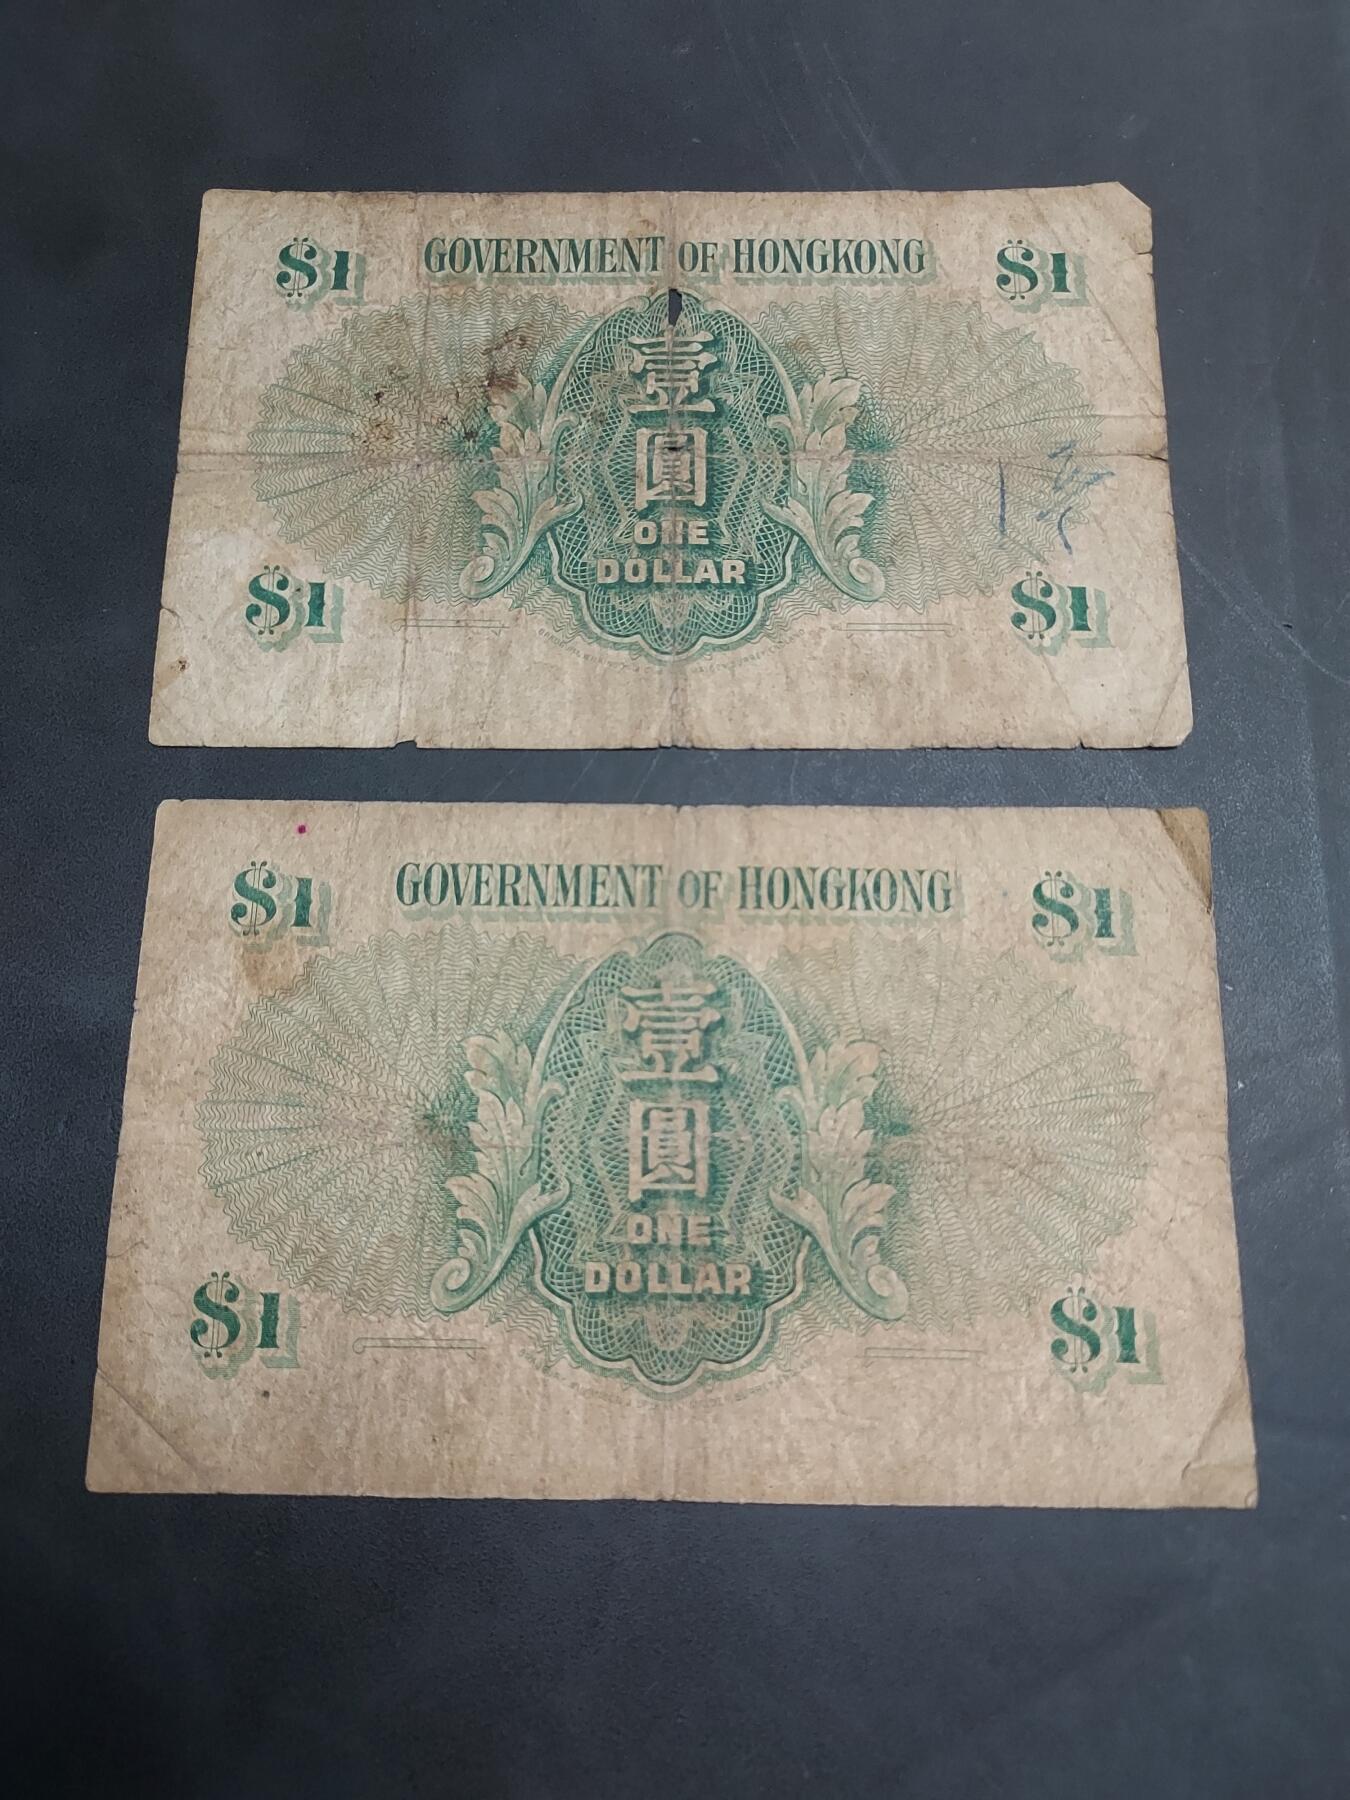 $1 GOVERNMENT OF HONGKONG $1
壹
圓
ONE
DOLLAR
$1 $1
$1 GOVERNMENT OF HONGKONG $1
壹
圓
ONE
DOLLAR
$1 $1